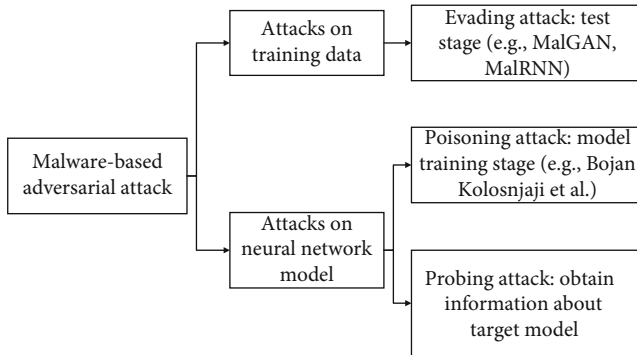 Malware-based
adversarial attack
Attacks on
training data
Attacks on
neural network
model
Evading attack: test
stage (e.g., MalGAN,
MalRNN)
Poisoning attack: model
training stage (e.g., Bojan
Kolosnjaji et al.)
Probing attack: obtain
information about
target model